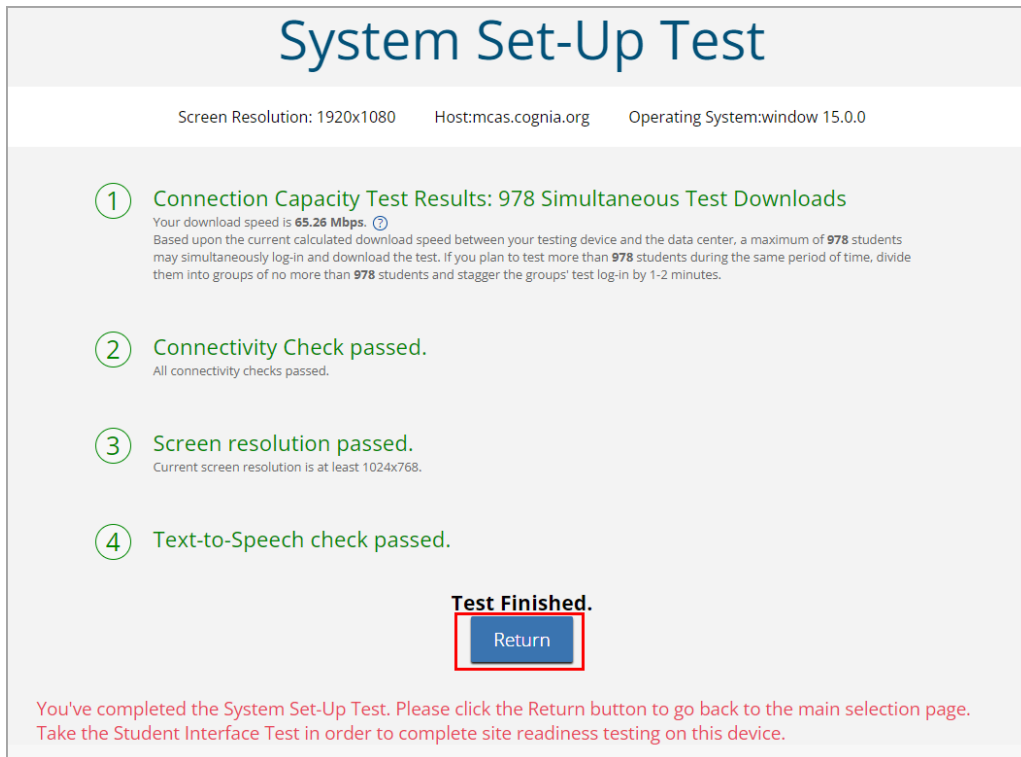 System Set-Up Test
Screen Resolution: 1920x1080 Host:mcas.cognia.org Operating System:window 15.0.0
1 Connection Capacity Test Results: 978 Simultaneous Test Downloads
Your download speed is 65.26 Mbps. ?
Based upon the current calculated download speed between your testing device and the data center, a maximum of 978 students
may simultaneously log-in and download the test. If you plan to test more than 978 students during the same period of time, divide
them into groups of no more than 978 students and stagger the groups' test log-in by 1-2 minutes.
2 Connectivity Check passed.
All connectivity checks passed.
3 Screen resolution passed.
Current screen resolution is at least 1024x768.
4 Text-to-Speech check passed.
Test Finished.
Return
You've completed the System Set-Up Test. Please click the Return button to go back to the main selection page.
Take the Student Interface Test in order to complete site readiness testing on this device.